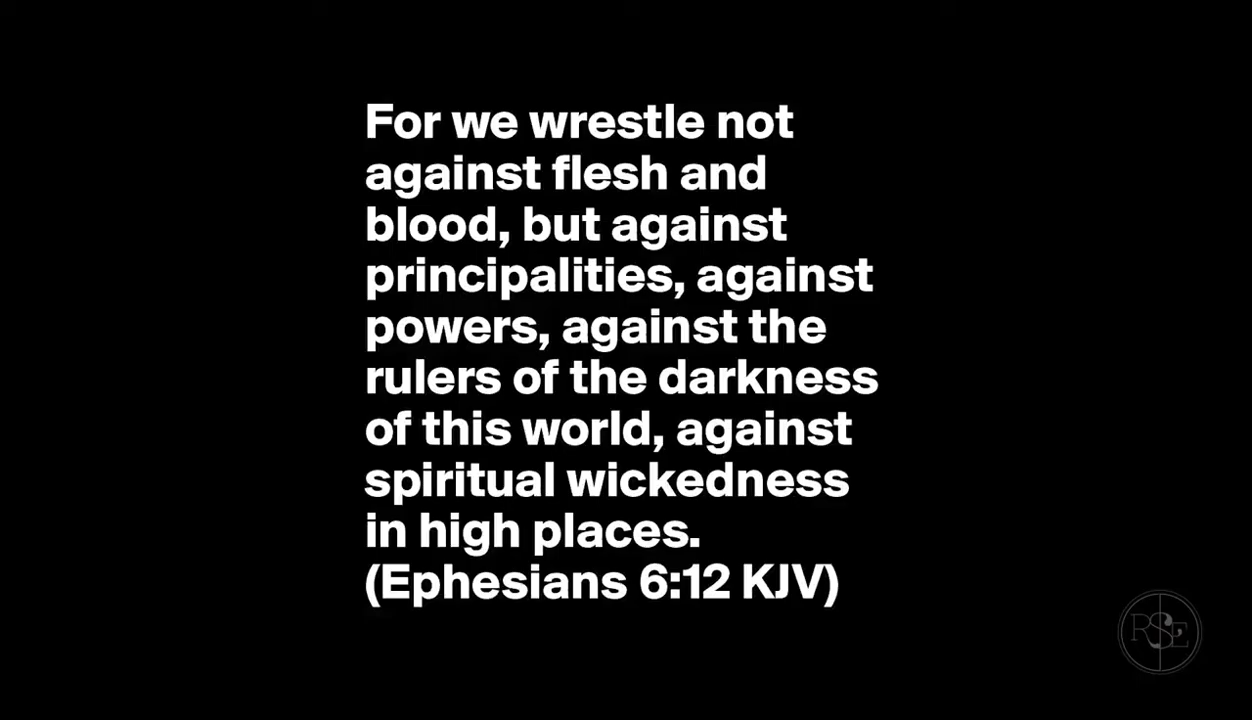 For we wrestle not
against flesh and
blood, but against
principalities, against
powers, against the
rulers of the darkness
of this world, against
spiritual wickedness
in high places.
(Ephesians 6:12 KJV)
RSE